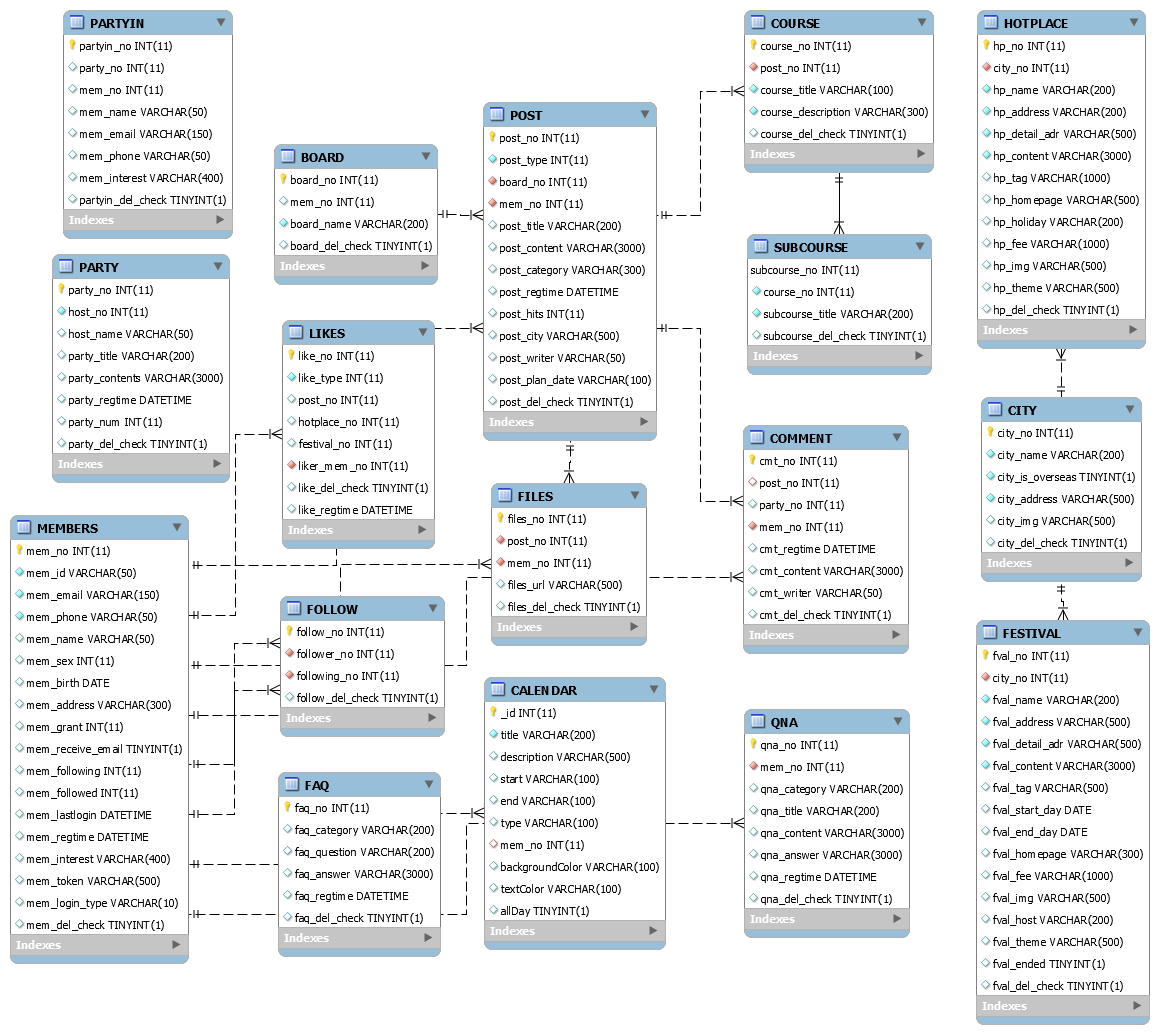 PARTYIN
partyin_no INT(11)
party_no INT(11)
mem_no INT(11)
mem_name VARCHAR(50)
mem_email VARCHAR(150)
mem_phone VARCHAR(50)
mem_interest VARCHAR(400)
partyin_del_check TINYINT(1)
Indexes
PARTY
party_no INT(11)
host_no INT(11)
host_name VARCHAR(50)
party_title VARCHAR(200)
party_contents VARCHAR(3000)
party_regtime DATETIME
party_num INT(11)
party_del_check TINYINT(1)
Indexes
MEMBERS
mem_no INT(11)
mem_id VARCHAR(50)
mem_email VARCHAR(150)
mem_phone VARCHAR(50)
mem_name VARCHAR(50)
mem_sex INT(11)
mem_birth DATE
mem_address VARCHAR(300)
mem_grant INT(11)
mem_receive_email TINYINT(1)
mem_following INT(11)
mem_followed INT(11)
mem_lastlogin DATETIME
mem_regtime DATETIME
mem_interest VARCHAR(400)
mem_token VARCHAR(500)
mem_login_type VARCHAR(10)
mem_del_check TINYINT(1)
Indexes
BOARD
board_no INT(11)
mem_no INT(11)
board_name VARCHAR(200)
board_del_check TINYINT(1)
Indexes
LIKES
like_no INT(11)
like_type INT(11)
post_no INT(11)
hotplace_no INT(11)
festival_no INT(11)
liker_mem_no INT(11)
like_del_check TINYINT(1)
like_regtime DATETIME
Indexes
FOLLOW
follow_no INT(11)
follower_no INT(11)
following_no INT(11)
follow_del_check TINYINT(1)
Indexes
FAQ
faq_no INT(11)
faq_category VARCHAR(200)
faq_question VARCHAR(200)
faq_answer VARCHAR(3000)
faq_regtime DATETIME
faq_del_check TINYINT(1)
Indexes
POST
post_no INT(11)
post_type INT(11)
board_no INT(11)
mem_no INT(11)
post_title VARCHAR(200)
post_content VARCHAR(3000)
post_category VARCHAR(300)
post_regtime DATETIME
post_hits INT(11)
post_city VARCHAR(500)
post_writer VARCHAR(50)
post_plan_date VARCHAR(100)
post_del_check TINYINT(1)
Indexes
FILES
files_no INT(11)
post_no INT(11)
mem_no INT(11)
files_url VARCHAR(500)
files_del_check TINYINT(1)
Indexes
CALENDAR
_id INT(11)
title VARCHAR(200)
description VARCHAR(500)
start VARCHAR(100)
end VARCHAR(100)
type VARCHAR(100)
mem_no INT(11)
backgroundColor VARCHAR(100)
textColor VARCHAR(100)
allDay TINYINT(1)
Indexes
COURSE
course_no INT(11)
post_no INT(11)
course_title VARCHAR(100)
course_description VARCHAR(300)
course_del_check TINYINT(1)
Indexes
SUBCOURSE
subcourse_no INT(11)
course_no INT(11)
subcourse_title VARCHAR(200)
subcourse_del_check TINYINT(1)
Indexes
COMMENT
cmt_no INT(11)
post_no INT(11)
party_no INT(11)
mem_no INT(11)
cmt_regtime DATETIME
cmt_content VARCHAR(3000)
cmt_writer VARCHAR(50)
cmt_del_check TINYINT(1)
Indexes
QNA
qna_no INT(11)
mem_no INT(11)
qna_category VARCHAR(200)
qna_title VARCHAR(200)
qna_content VARCHAR(3000)
qna_answer VARCHAR(3000)
qna_regtime DATETIME
qna_del_check TINYINT(1)
Indexes
HOTPLACE
hp_no INT(11)
city_no INT(11)
hp_name VARCHAR(200)
hp_address VARCHAR(200)
hp_detail_adr VARCHAR(500)
hp_content VARCHAR(3000)
hp_tag VARCHAR(1000)
hp_homepage VARCHAR(500)
hp_holiday VARCHAR(200)
hp_fee VARCHAR(1000)
hp_img VARCHAR(500)
hp_theme VARCHAR(500)
hp_del_check TINYINT(1)
Indexes
CITY
city_no INT(11)
city_name VARCHAR(200)
city_is_overseas TINYINT(1)
city_address VARCHAR(500)
city_img VARCHAR(500)
city_del_check TINYINT(1)
Indexes
FESTIVAL
fval_no INT(11)
city_no INT(11)
fval_name VARCHAR(200)
fval_address VARCHAR(500)
fval_detail_adr VARCHAR(500)
fval_content VARCHAR(3000)
fval_tag VARCHAR(500)
fval_start_day DATE
fval_end_day DATE
fval_homepage VARCHAR(300)
fval_fee VARCHAR(1000)
fval_img VARCHAR(500)
fval_host VARCHAR(200)
fval_theme VARCHAR(500)
fval_ended TINYINT(1)
fval_del_check TINYINT(1)
Indexes